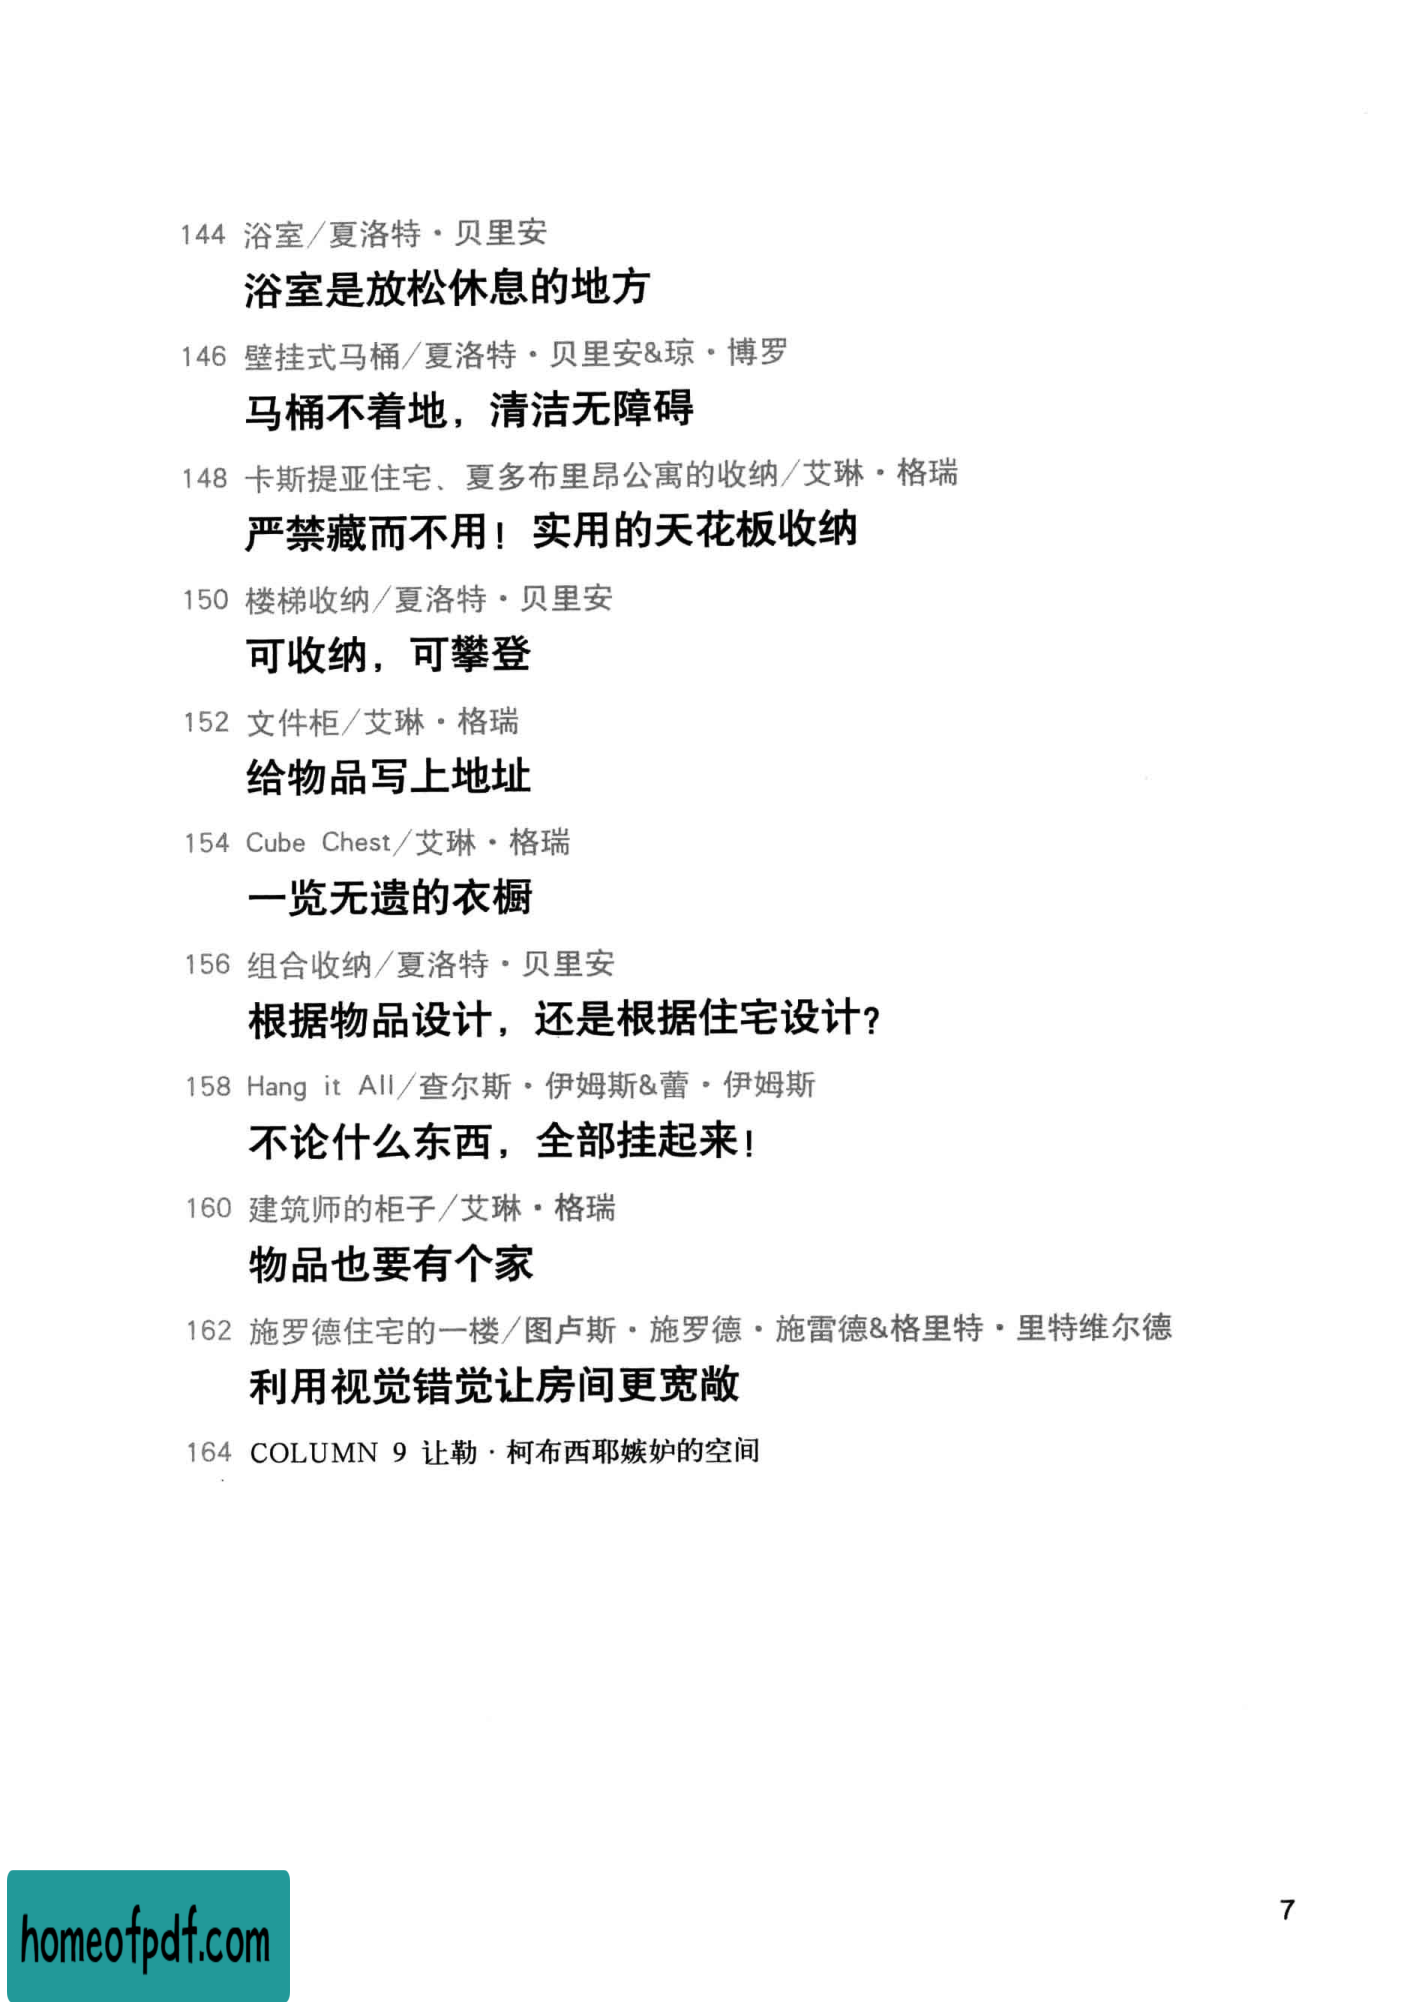 144 浴室/夏洛特·贝里安
浴室是放松休息的地方
146 壁挂式马桶/夏洛特·贝里安&琼·博罗
马桶不着地，清洁无障碍
148 卡斯提亚住宅、夏多布里昂公寓的收纳/艾琳·格瑞
严禁藏而不用！实用的天花板收纳
150 楼梯收纳/夏洛特·贝里安
可收纳，可攀登
152 文件柜/艾琳·格瑞
给物品写上地址
154 Cube Chest/艾琳·格瑞
一览无遗的衣橱
156 组合收纳/夏洛特·贝里安
根据物品设计，还是根据住宅设计？
158 Hang it All/查尔斯·伊姆斯&蕾·伊姆斯
不论什么东西，全部挂起来！
160 建筑师的柜子/艾琳·格瑞
物品也要有个家
162 施罗德住宅的一楼/图卢斯·施罗德·施雷德&格里特·里特维尔德
利用视觉错觉让房间更宽敞
164 COLUMN 9 让勒·柯布西耶嫉妒的空间
7
homeofpdf.com